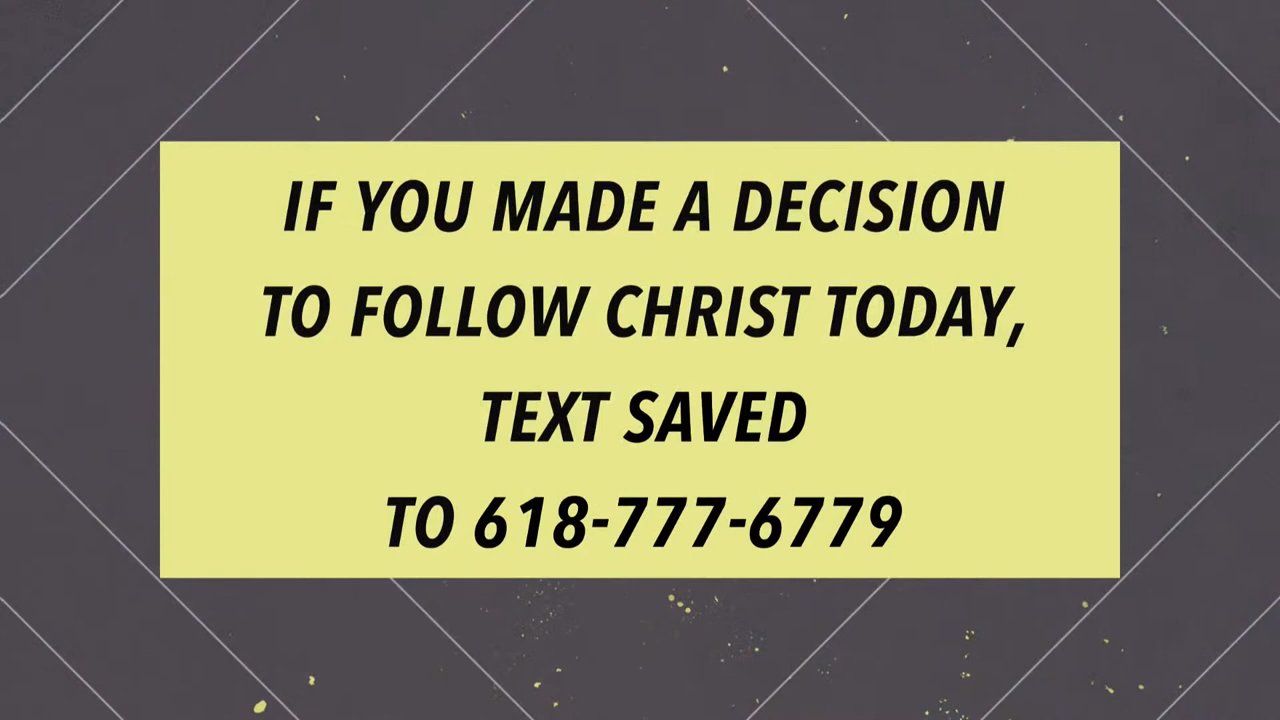 IF YOU MADE A DECISION
TO FOLLOW CHRIST TODAY,
TEXT SAVED
TO 618-777-6779